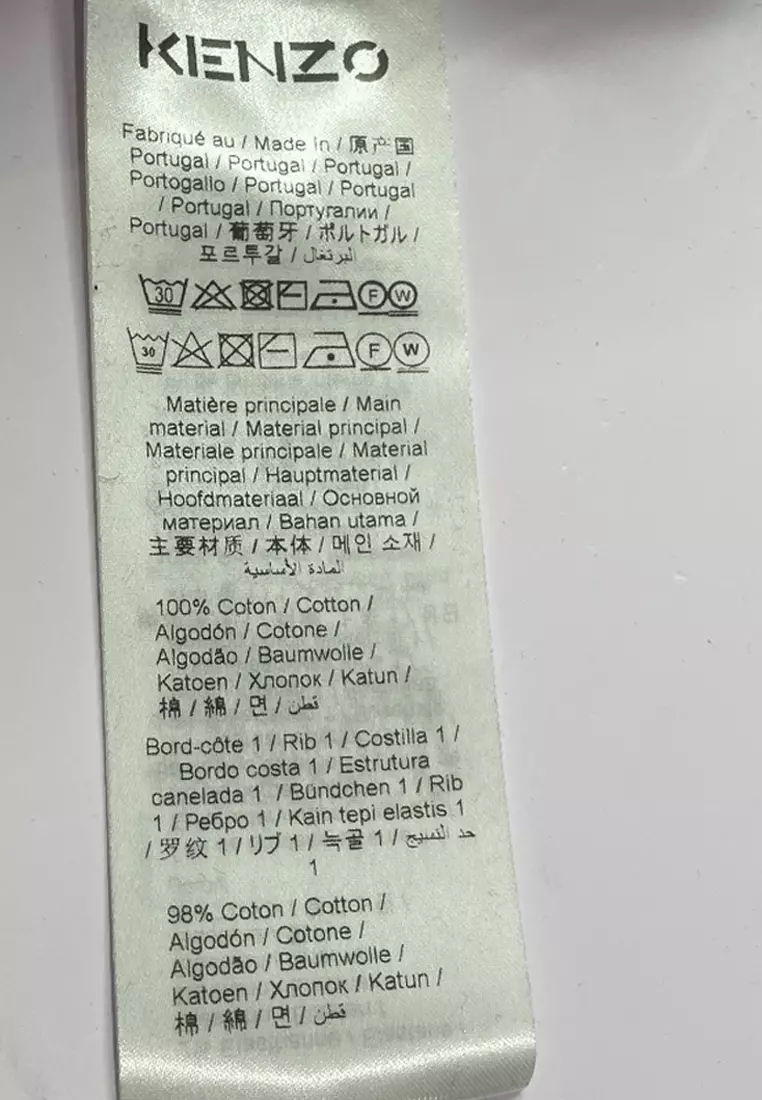 KENZO
Fabriqué au / Made in / 原产国
Portugal / Portugal / Portugal /
Portogallo / Portugal / Portugal
/ Portugal / Португалии /
Portugal / 葡萄牙 / ポルトガル /
포르투갈 / البرتغال
30 F W
30 F W
Matière principale / Main
material / Material principal /
Materiale principale / Material
principal / Hauptmaterial /
Hoofdmateriaal / Основной
материал / Bahan utama /
主要材质 / 本体 / 메인 소재 /
المادة الأساسية
100% Coton / Cotton /
Algodón / Cotone /
Algodão / Baumwolle /
Katoen / Хлопок / Katun /
棉 / 綿 / 면 / قطن
Bord-côte 1 / Rib 1 / Costilla 1 /
Bordo costa 1 / Estrutura
canelada 1 / Bündchen 1 / Rib
1 / Ребро 1 / Kain tepi elastis 1
/ 罗纹 1 / リブ 1 / 늑골 1 / حد النسيج
1
98% Coton / Cotton /
Algodón / Cotone /
Algodão / Baumwolle /
Katoen / Хлопок / Katun /
棉 / 綿 / 면 / قطن